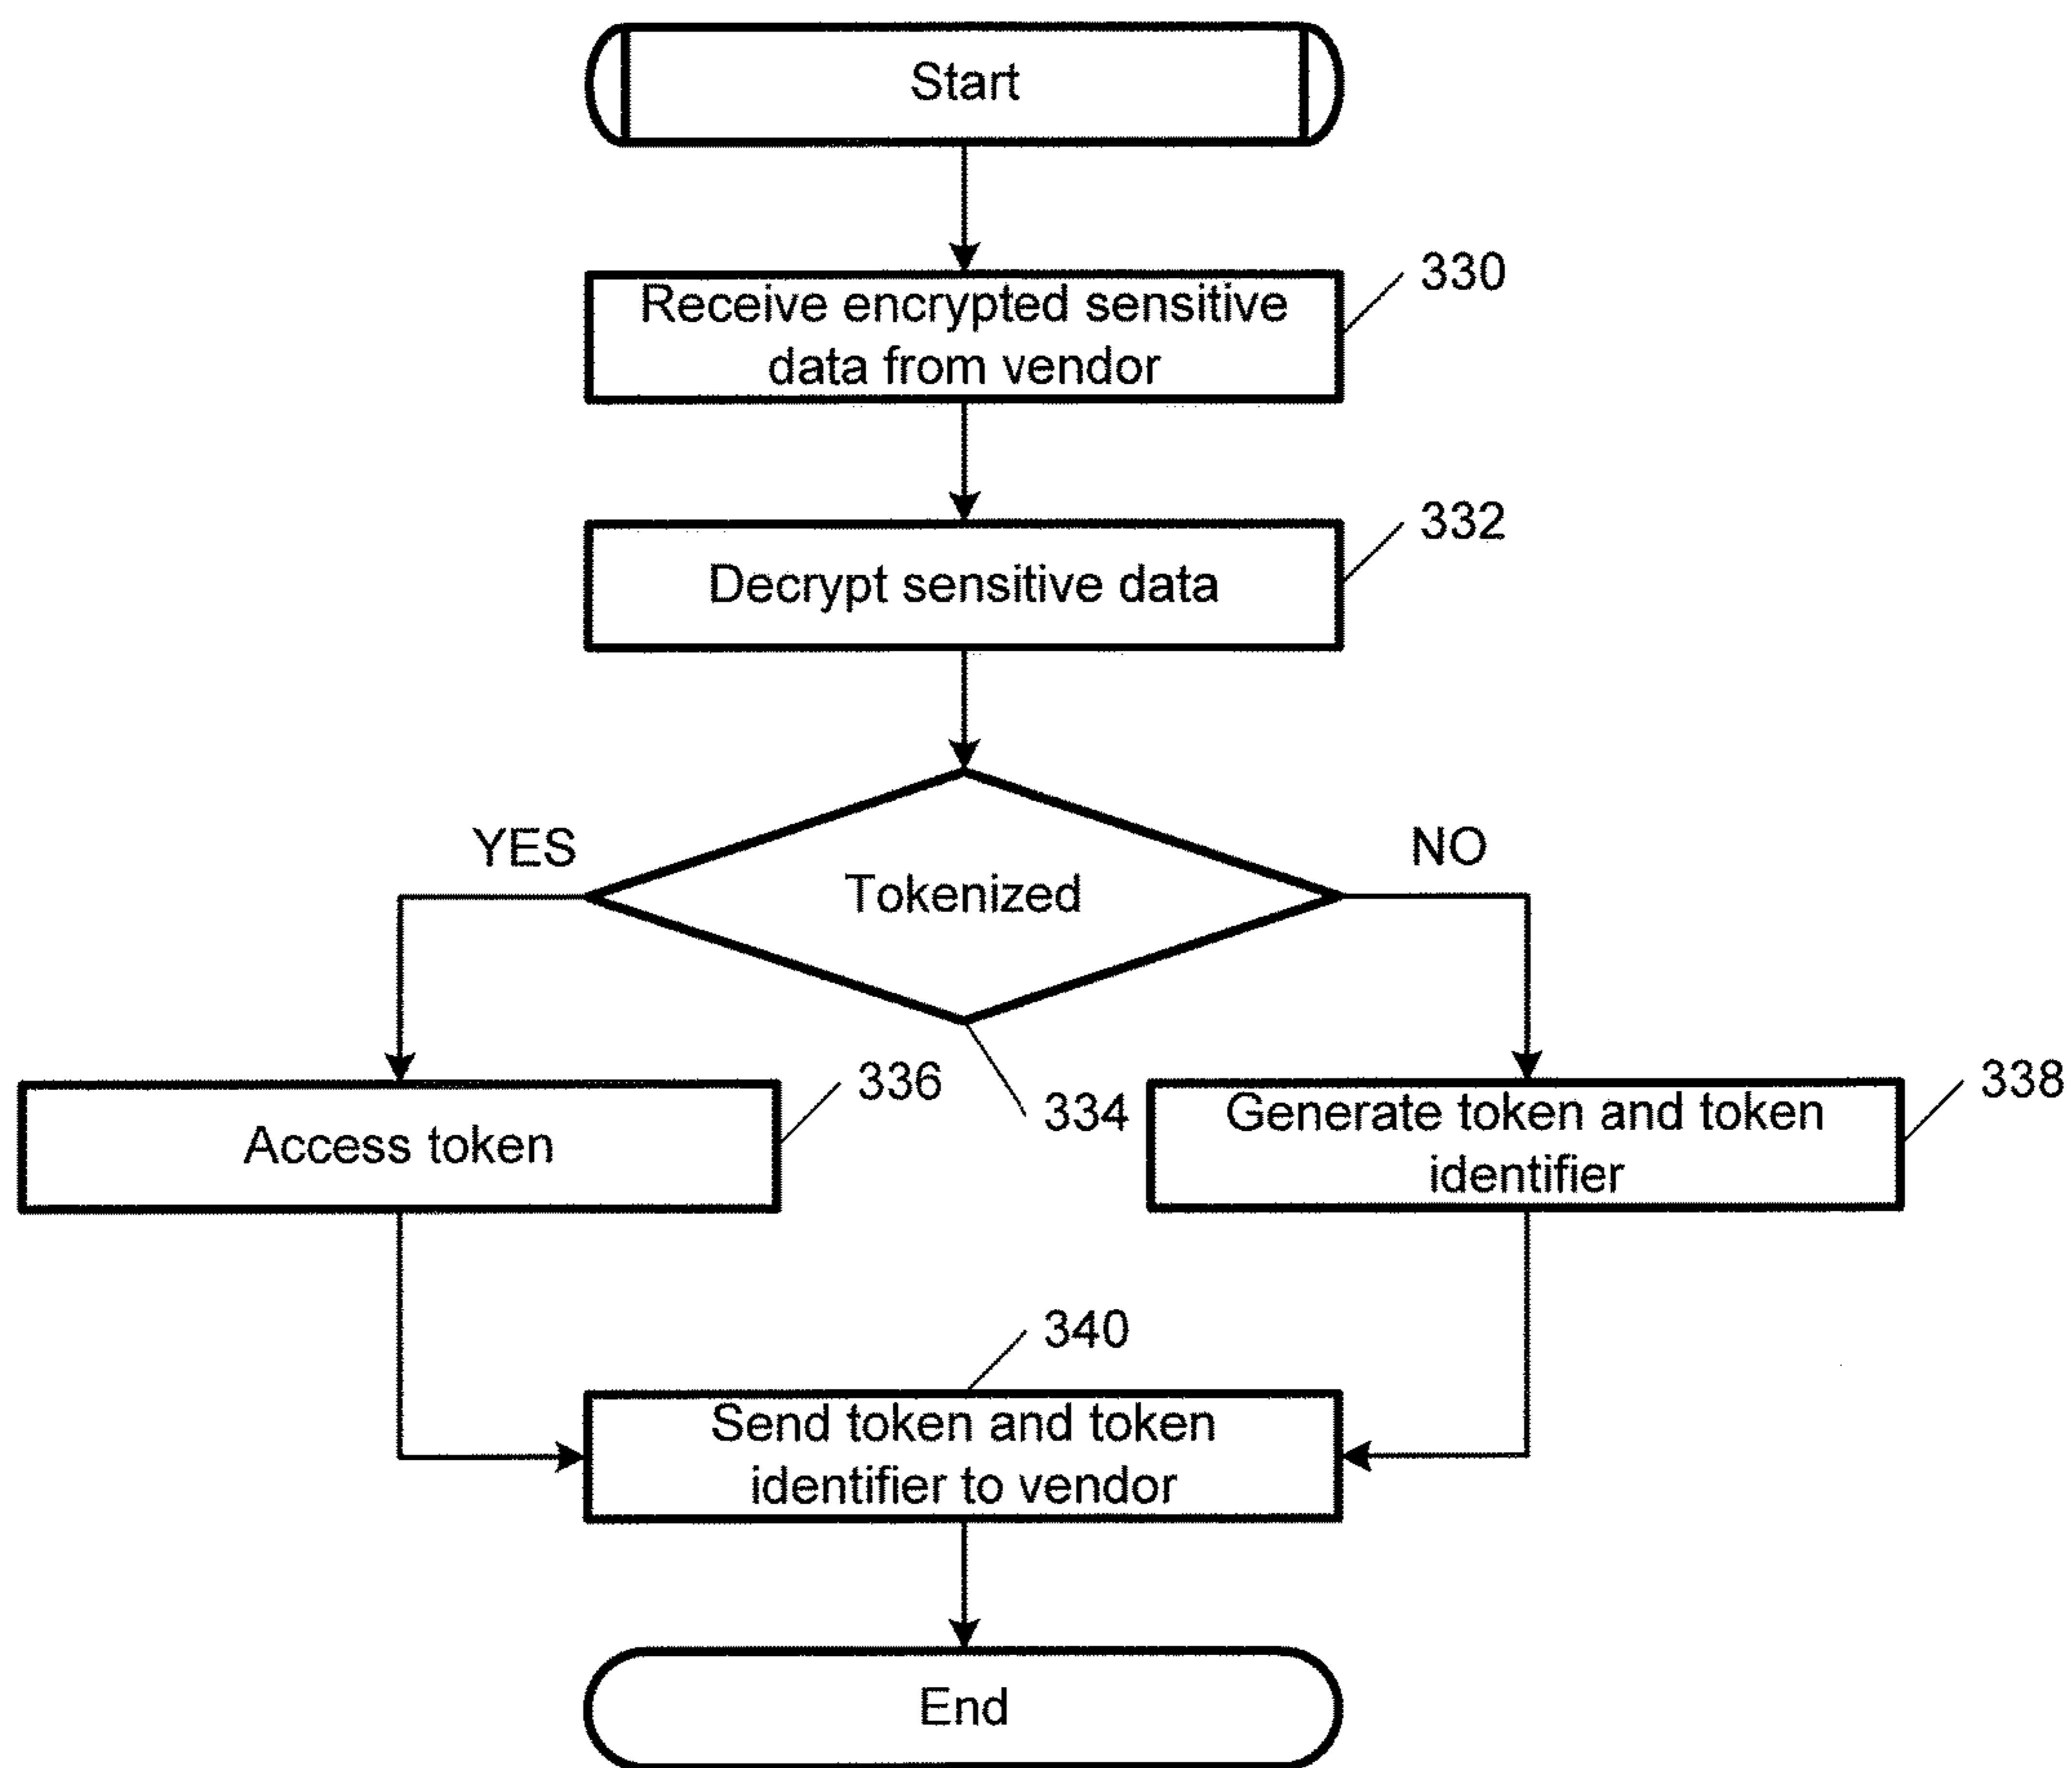 Start
330
Receive encrypted sensitive
data from vendor
332
Decrypt sensitive data
YES
NO
Tokenized
336
334
338
Access token
Generate token and token
identifier
340
Send token and token
identifier to vendor
End